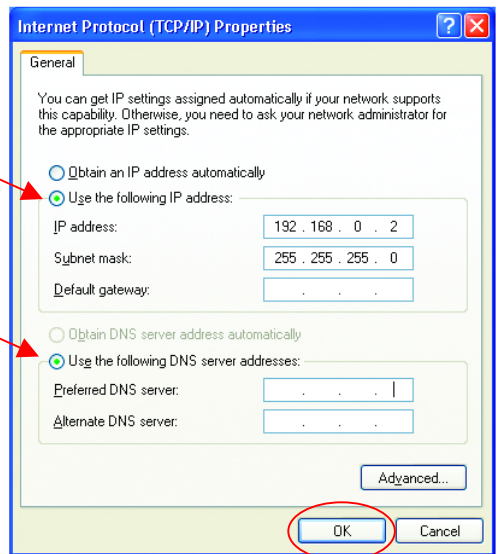 Internet Protocol (TCP/IP) Properties
General
You can get IP settings assigned automatically if your network supports
this capability. Otherwise, you need to ask your network administrator for
the appropriate IP settings.
Obtain an IP address automatically
Use the following IP address:
IP address: 192 . 168 . 0 . 2
Subnet mask: 255 . 255 . 255 . 0
Default gateway: . . .
Obtain DNS server address automatically
Use the following DNS server addresses:
Preferred DNS server: . . .
Alternate DNS server: . . .
Advanced...
OK Cancel